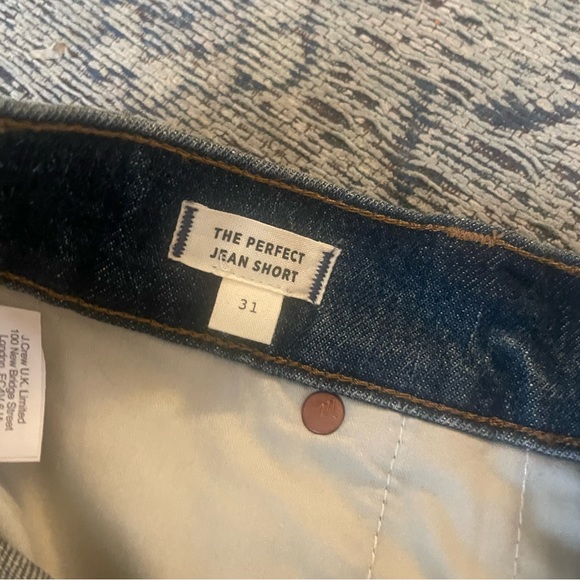 THE PERFECT
JEAN SHORT
31
J.Crew U.K. Limited
100 New Bridge Street
London,